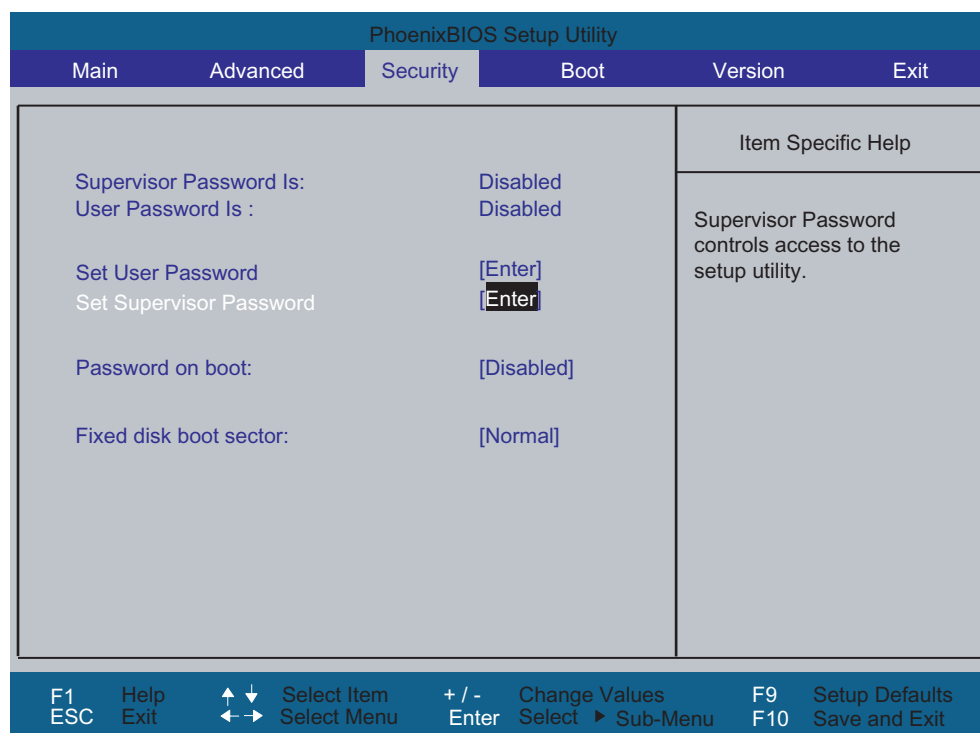 PhoenixBIOS Setup Utility
Main Advanced Security Boot Version Exit
Item Specific Help
Supervisor Password Is: Disabled
User Password Is : Disabled
Supervisor Password
controls access to the
setup utility.
Set User Password [Enter]
Set Supervisor Password [Enter]
Password on boot: [Disabled]
Fixed disk boot sector: [Normal]
F1 Help Select Item + / - Change Values F9 Setup Defaults
ESC Exit Select Menu Enter Select Sub-Menu F10 Save and Exit